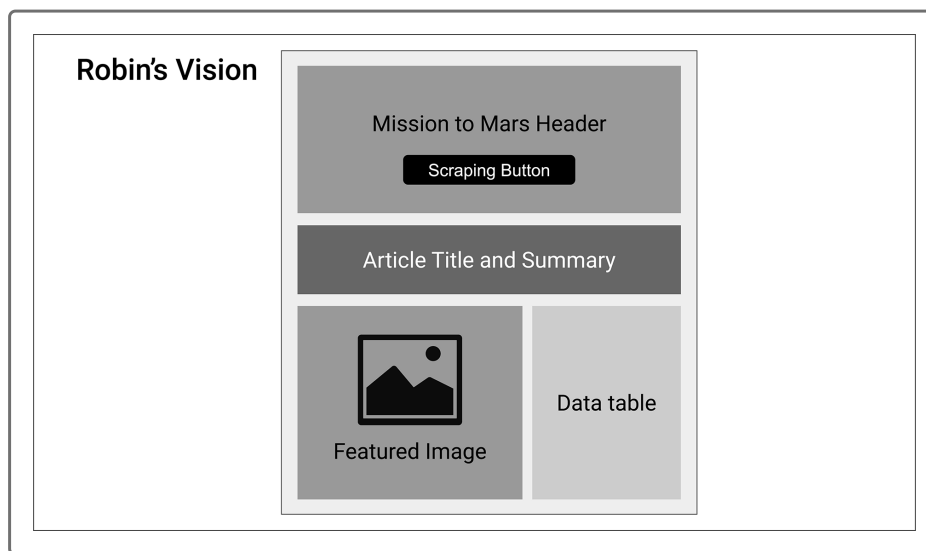 Robin's Vision
Mission to Mars Header
Scraping Button
Article Title and Summary
Featured Image
Data table